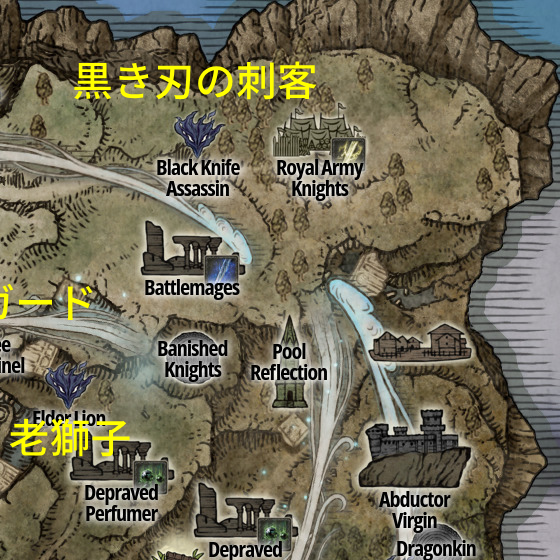 黒き刃の刺客
Black Knife
Assassin
Royal Army
Knights
Battlemages
ガード
Banished
Knights
Pool
Reflection
Elder Lion
老獅子
Depraved
Perfumer
Abductor
Virgin
Depraved
Dragonkin